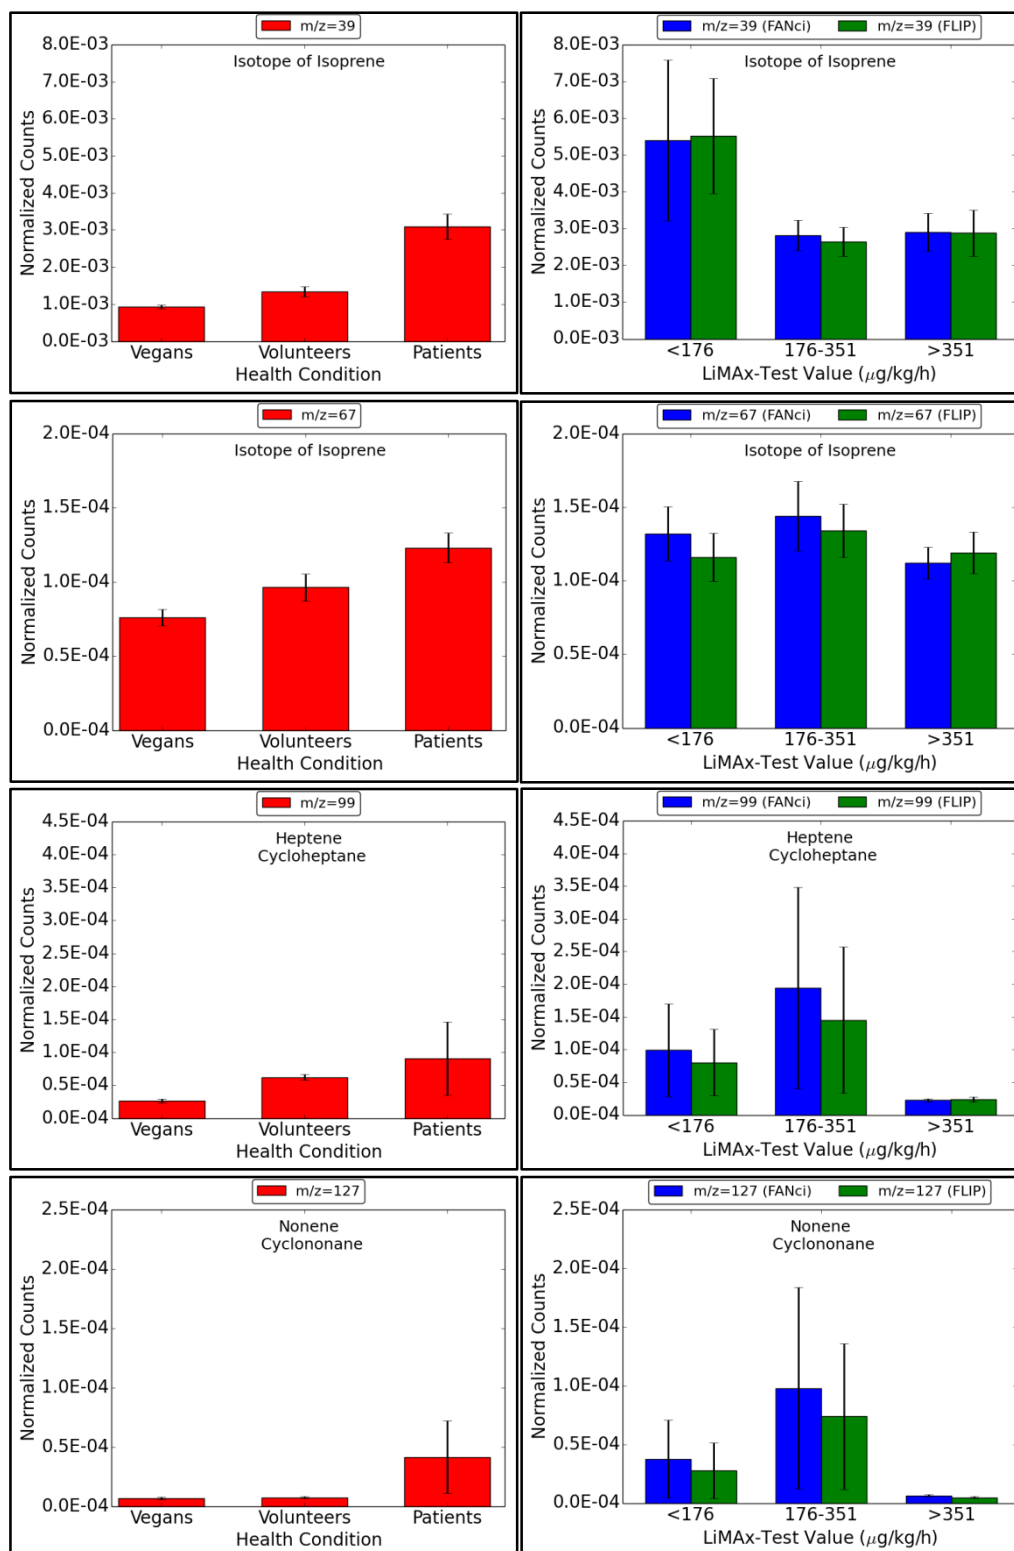 m/z=39
Isotope of Isoprene
8.0E-03
7.0E-03
6.0E-03
5.0E-03
4.0E-03
3.0E-03
2.0E-03
1.0E-03
0.0E-03
Normalized Counts
Vegans Volunteers Patients
Health Condition
m/z=39 (FANci) m/z=39 (FLIP)
Isotope of Isoprene
8.0E-03
7.0E-03
6.0E-03
5.0E-03
4.0E-03
3.0E-03
2.0E-03
1.0E-03
0.0E-03
Normalized Counts
<176 176-351 >351
LiMAx-Test Value (μg/kg/h)
m/z=67
Isotope of Isoprene
2.0E-04
1.5E-04
1.0E-04
0.5E-04
0.0E-04
Normalized Counts
Vegans Volunteers Patients
Health Condition
m/z=67 (FANci) m/z=67 (FLIP)
Isotope of Isoprene
2.0E-04
1.5E-04
1.0E-04
0.5E-04
0.0E-04
Normalized Counts
<176 176-351 >351
LiMAx-Test Value (μg/kg/h)
m/z=99
Heptene
Cycloheptane
4.5E-04
4.0E-04
3.5E-04
3.0E-04
2.5E-04
2.0E-04
1.5E-04
1.0E-04
0.5E-04
0.0E-04
Normalized Counts
Vegans Volunteers Patients
Health Condition
m/z=99 (FANci) m/z=99 (FLIP)
Heptene
Cycloheptane
4.5E-04
4.0E-04
3.5E-04
3.0E-04
2.5E-04
2.0E-04
1.5E-04
1.0E-04
0.5E-04
0.0E-04
Normalized Counts
<176 176-351 >351
LiMAx-Test Value (μg/kg/h)
m/z=127
Nonene
Cyclononane
2.5E-04
2.0E-04
1.5E-04
1.0E-04
0.5E-04
0.0E-04
Normalized Counts
Vegans Volunteers Patients
Health Condition
m/z=127 (FANci) m/z=127 (FLIP)
Nonene
Cyclononane
2.5E-04
2.0E-04
1.5E-04
1.0E-04
0.5E-04
0.0E-04
Normalized Counts
<176 176-351 >351
LiMAx-Test Value (μg/kg/h)